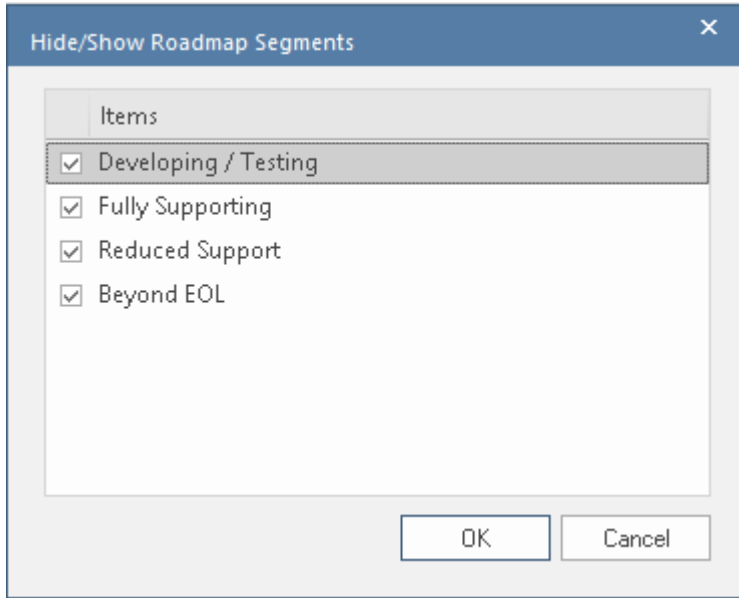 Hide/Show Roadmap Segments
Items
Developing / Testing
Fully Supporting
Reduced Support
Beyond EOL
OK Cancel